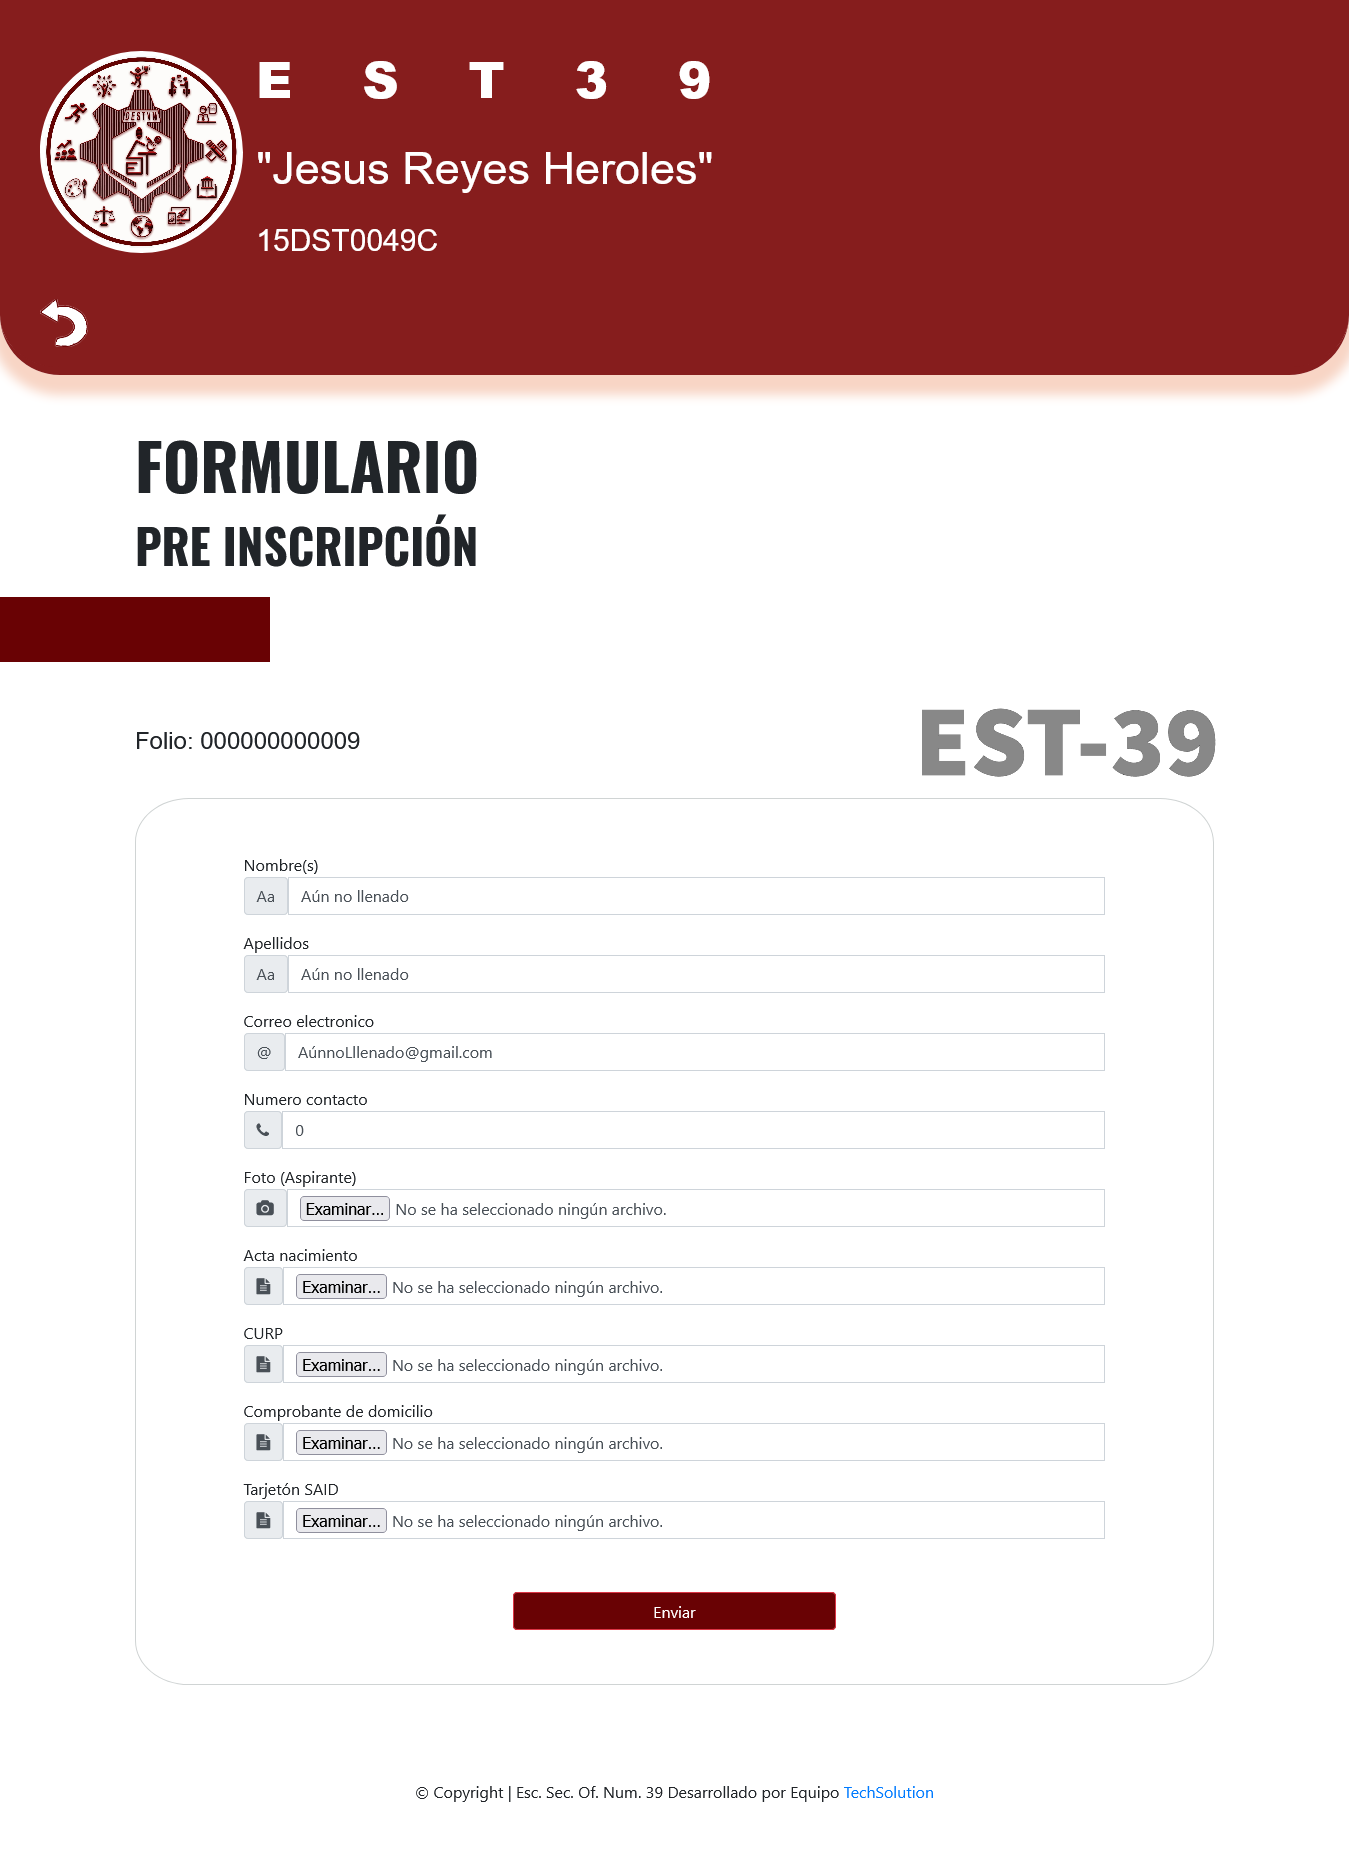 E S T 3 9
"Jesus Reyes Heroles"
15DST0049C
FORMULARIO
PRE INSCRIPCIÓN
Folio: 000000000009
EST-39
Nombre(s)
Aa Aún no llenado
Apellidos
Aa Aún no llenado
Correo electronico
@ AúnnoLllenado@gmail.com
Numero contacto
0
Foto (Aspirante)
Examinar... No se ha seleccionado ningún archivo.
Acta nacimiento
Examinar... No se ha seleccionado ningún archivo.
CURP
Examinar... No se ha seleccionado ningún archivo.
Comprobante de domicilio
Examinar... No se ha seleccionado ningún archivo.
Tarjetón SAID
Examinar... No se ha seleccionado ningún archivo.
Enviar
© Copyright | Esc. Sec. Of. Num. 39 Desarrollado por Equipo TechSolution